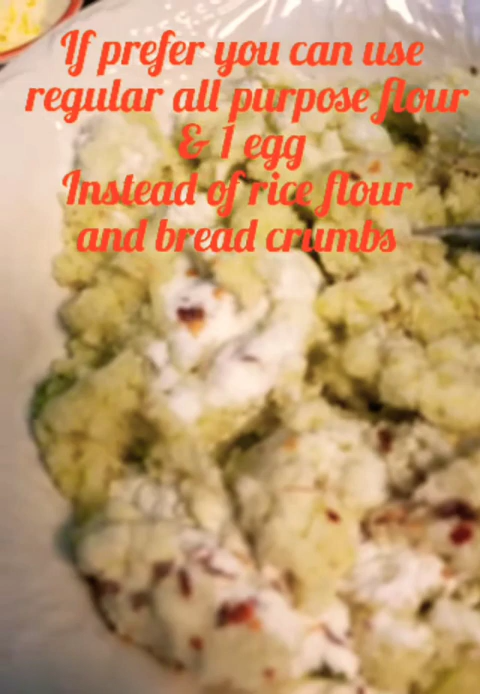 If prefer you can use
regular all purpose flour
& 1 egg
Instead of rice flour
and bread crumbs